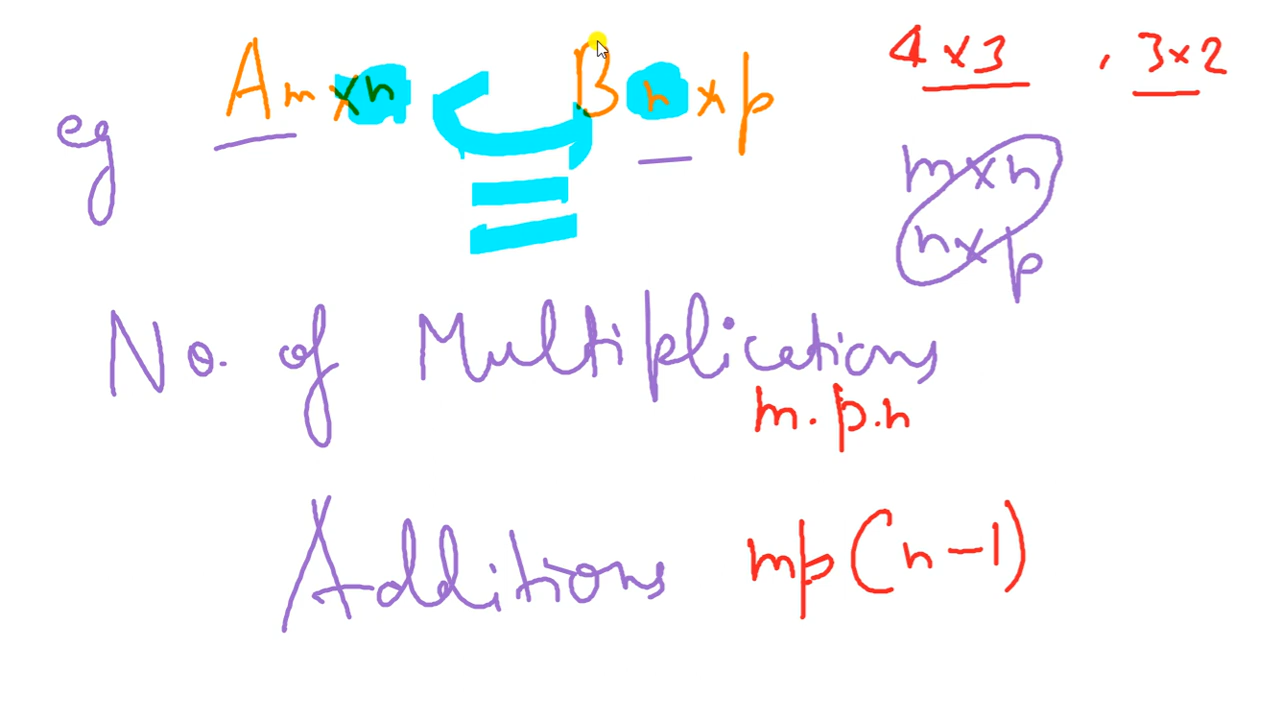 A m × n B n × p 4 × 3 , 3 × 2
eg
m × n
n × p
No. of Multiplications
m . p . n
Additions mp ( n - 1 )